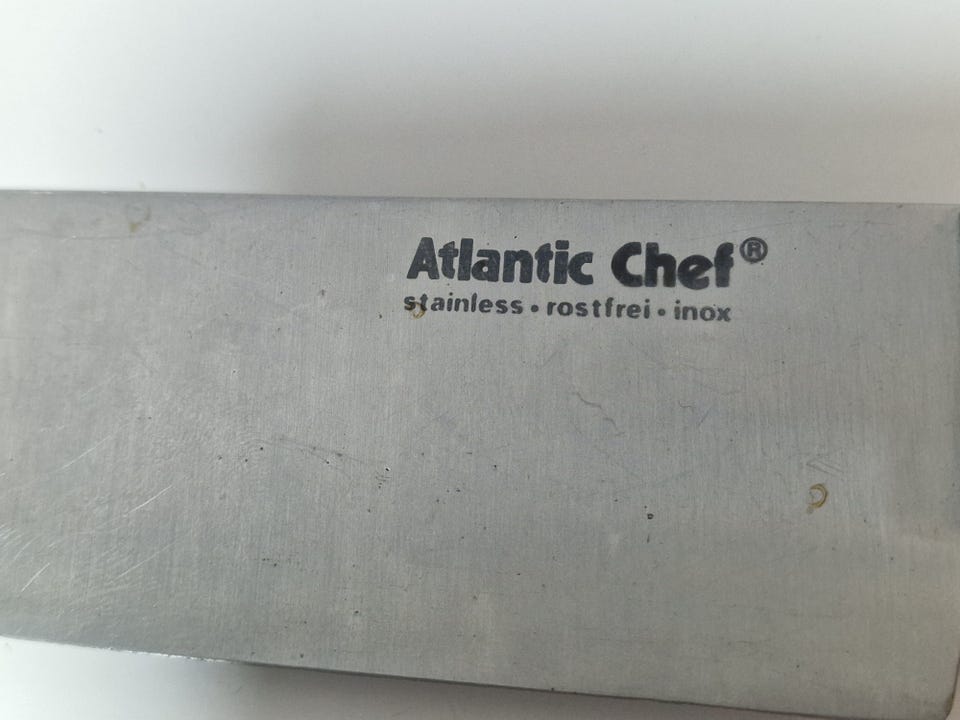 Atlantic Chef®
stainless • rostfrei • inox